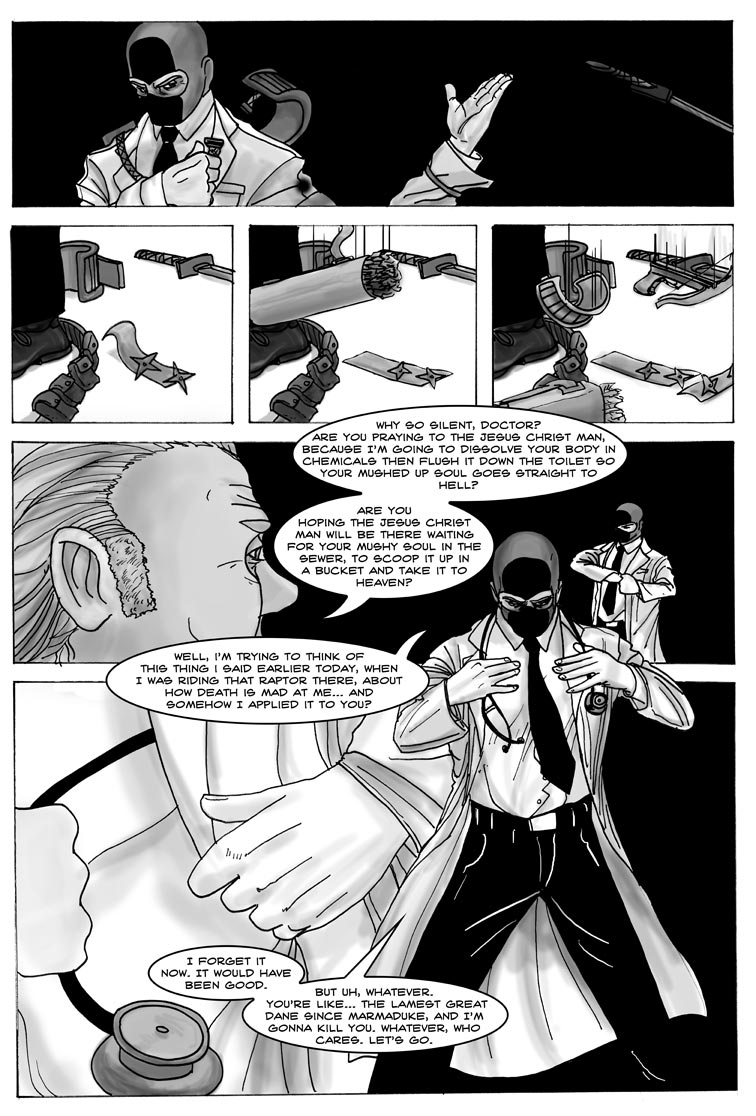 WHY SO SILENT, DOCTOR?
ARE YOU PRAYING TO THE JESUS CHRIST MAN,
BECAUSE I'M GOING TO DISSOLVE YOUR BODY IN
CHEMICALS THEN FLUSH IT DOWN THE TOILET SO
YOUR MUSHED UP SOUL GOES STRAIGHT TO
HELL?
ARE YOU
HOPING THE JESUS CHRIST
MAN WILL BE THERE WAITING
FOR YOUR MUSHY SOUL IN THE
SEWER, TO SCOOP IT UP IN
A BUCKET AND TAKE IT TO
HEAVEN?
WELL, I'M TRYING TO THINK OF
THIS THING I SAID EARLIER TODAY, WHEN
I WAS RIDING THAT RAPTOR THERE, ABOUT
HOW DEATH IS MAD AT ME... AND
SOMEHOW I APPLIED IT TO YOU?
I FORGET IT
NOW. IT WOULD HAVE
BEEN GOOD.
BUT UH, WHATEVER.
YOU'RE LIKE... THE LAMEST GREAT
DANE SINCE MARMADUKE, AND I'M
GONNA KILL YOU. WHATEVER, WHO
CARES. LET'S GO.